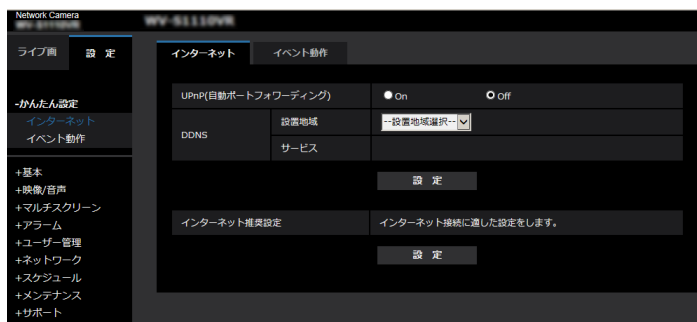 Network Camera
ライブ画 設 定
インターネット イベント動作
-かんたん設定
インターネット
イベント動作
+基本
+映像/音声
+マルチスクリーン
+アラーム
+ユーザー管理
+ネットワーク
+スケジュール
+メンテナンス
+サポート
UPnP(自動ポートフォワーディング) On Off
DDNS 設置地域 --設置地域選択--
サービス
設 定
インターネット推奨設定 インターネット接続に適した設定をします。
設 定